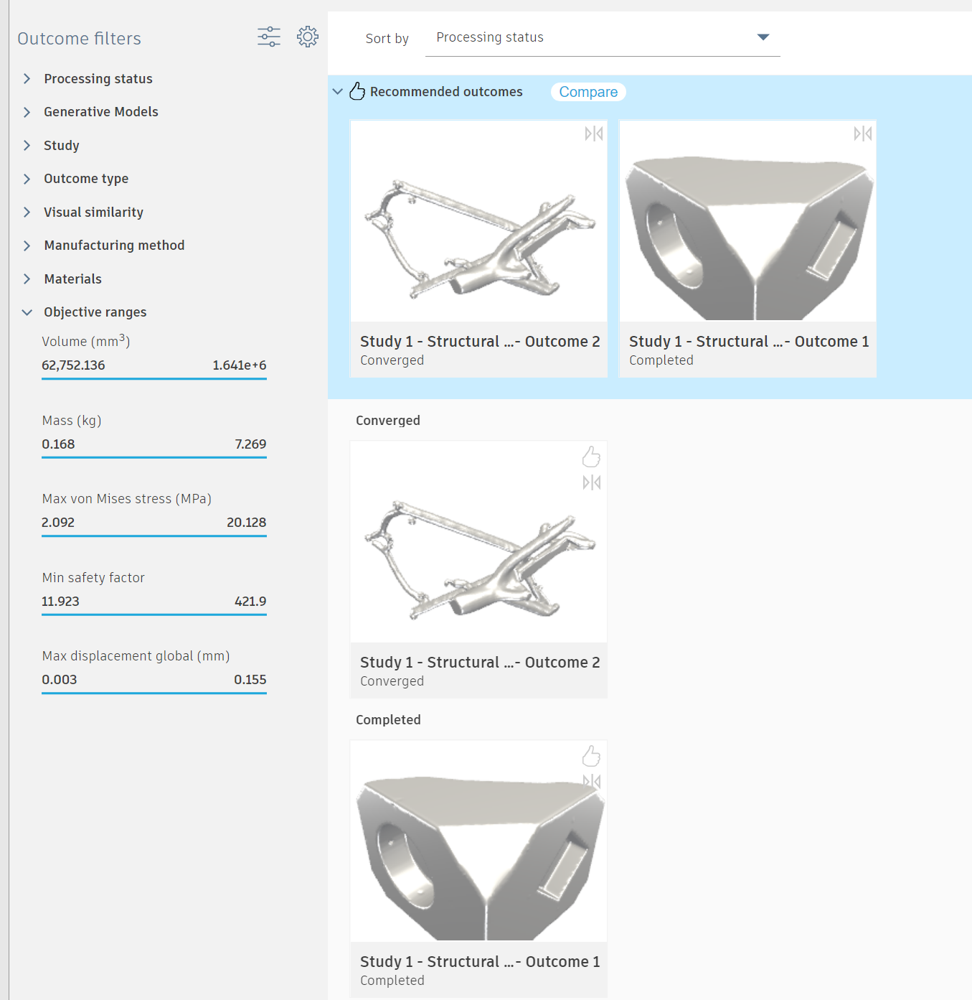 Outcome filters
Processing status
Generative Models
Study
Outcome type
Visual similarity
Manufacturing method
Materials
Objective ranges
Volume (mm³)
62,752.136 1.641e+6
Mass (kg)
0.168 7.269
Max von Mises stress (MPa)
2.092 20.128
Min safety factor
11.923 421.9
Max displacement global (mm)
0.003 0.155
Sort by Processing status
Recommended outcomes Compare
Study 1 - Structural ...- Outcome 2
Converged
Study 1 - Structural ...- Outcome 1
Completed
Converged
Study 1 - Structural ...- Outcome 2
Converged
Completed
Study 1 - Structural ...- Outcome 1
Completed